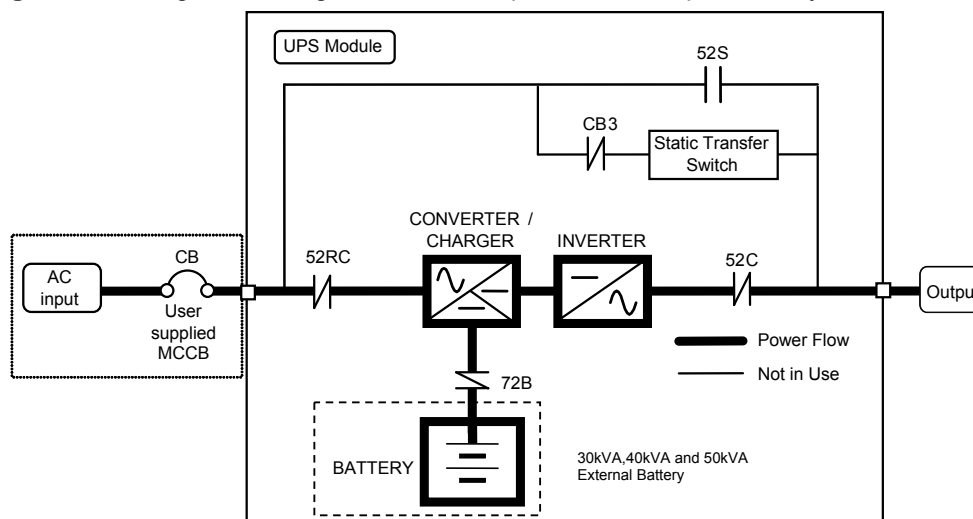 UPS Module
52S
CB3
Static Transfer
Switch
CONVERTER /
CHARGER
INVERTER
52RC
52C
CB
AC
input
User
supplied
MCCB
Outpu
Power Flow
Not in Use
72B
BATTERY
30kVA,40kVA and 50kVA
External Battery